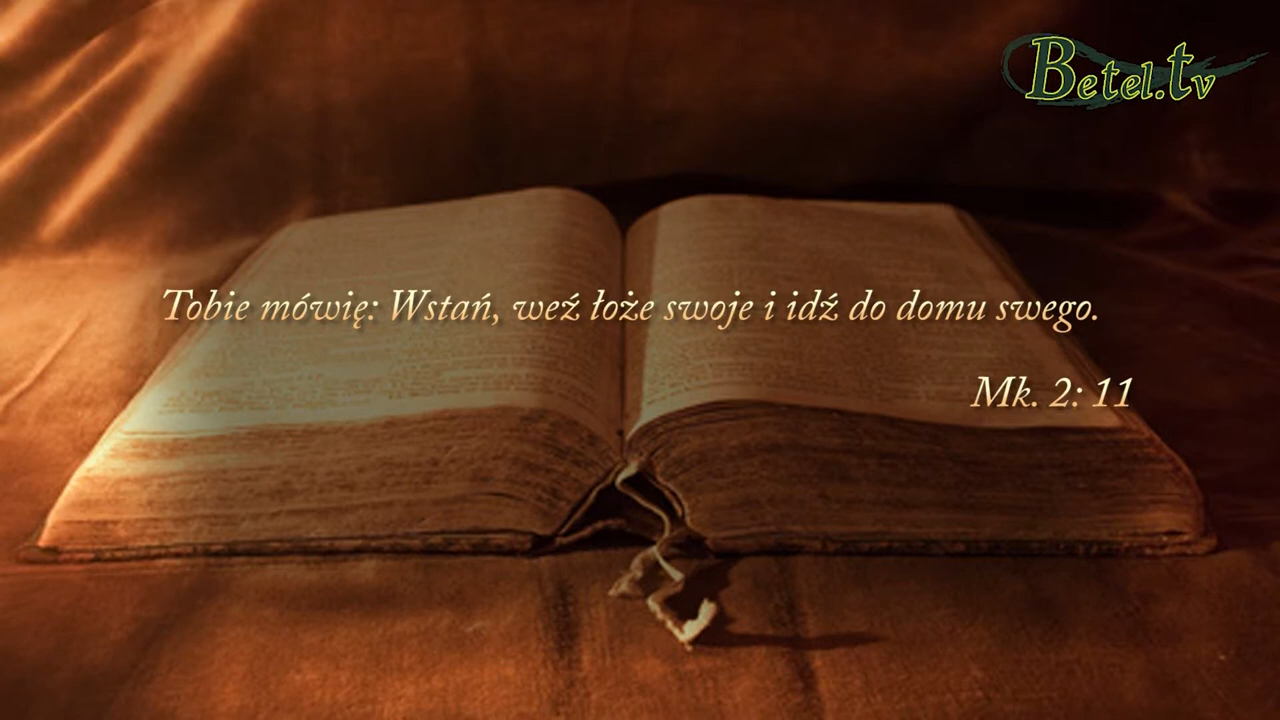 Betel.tv
Tobie mówię: Wstań, weź łoże swoje i idź do domu swego.
Mk. 2: 11